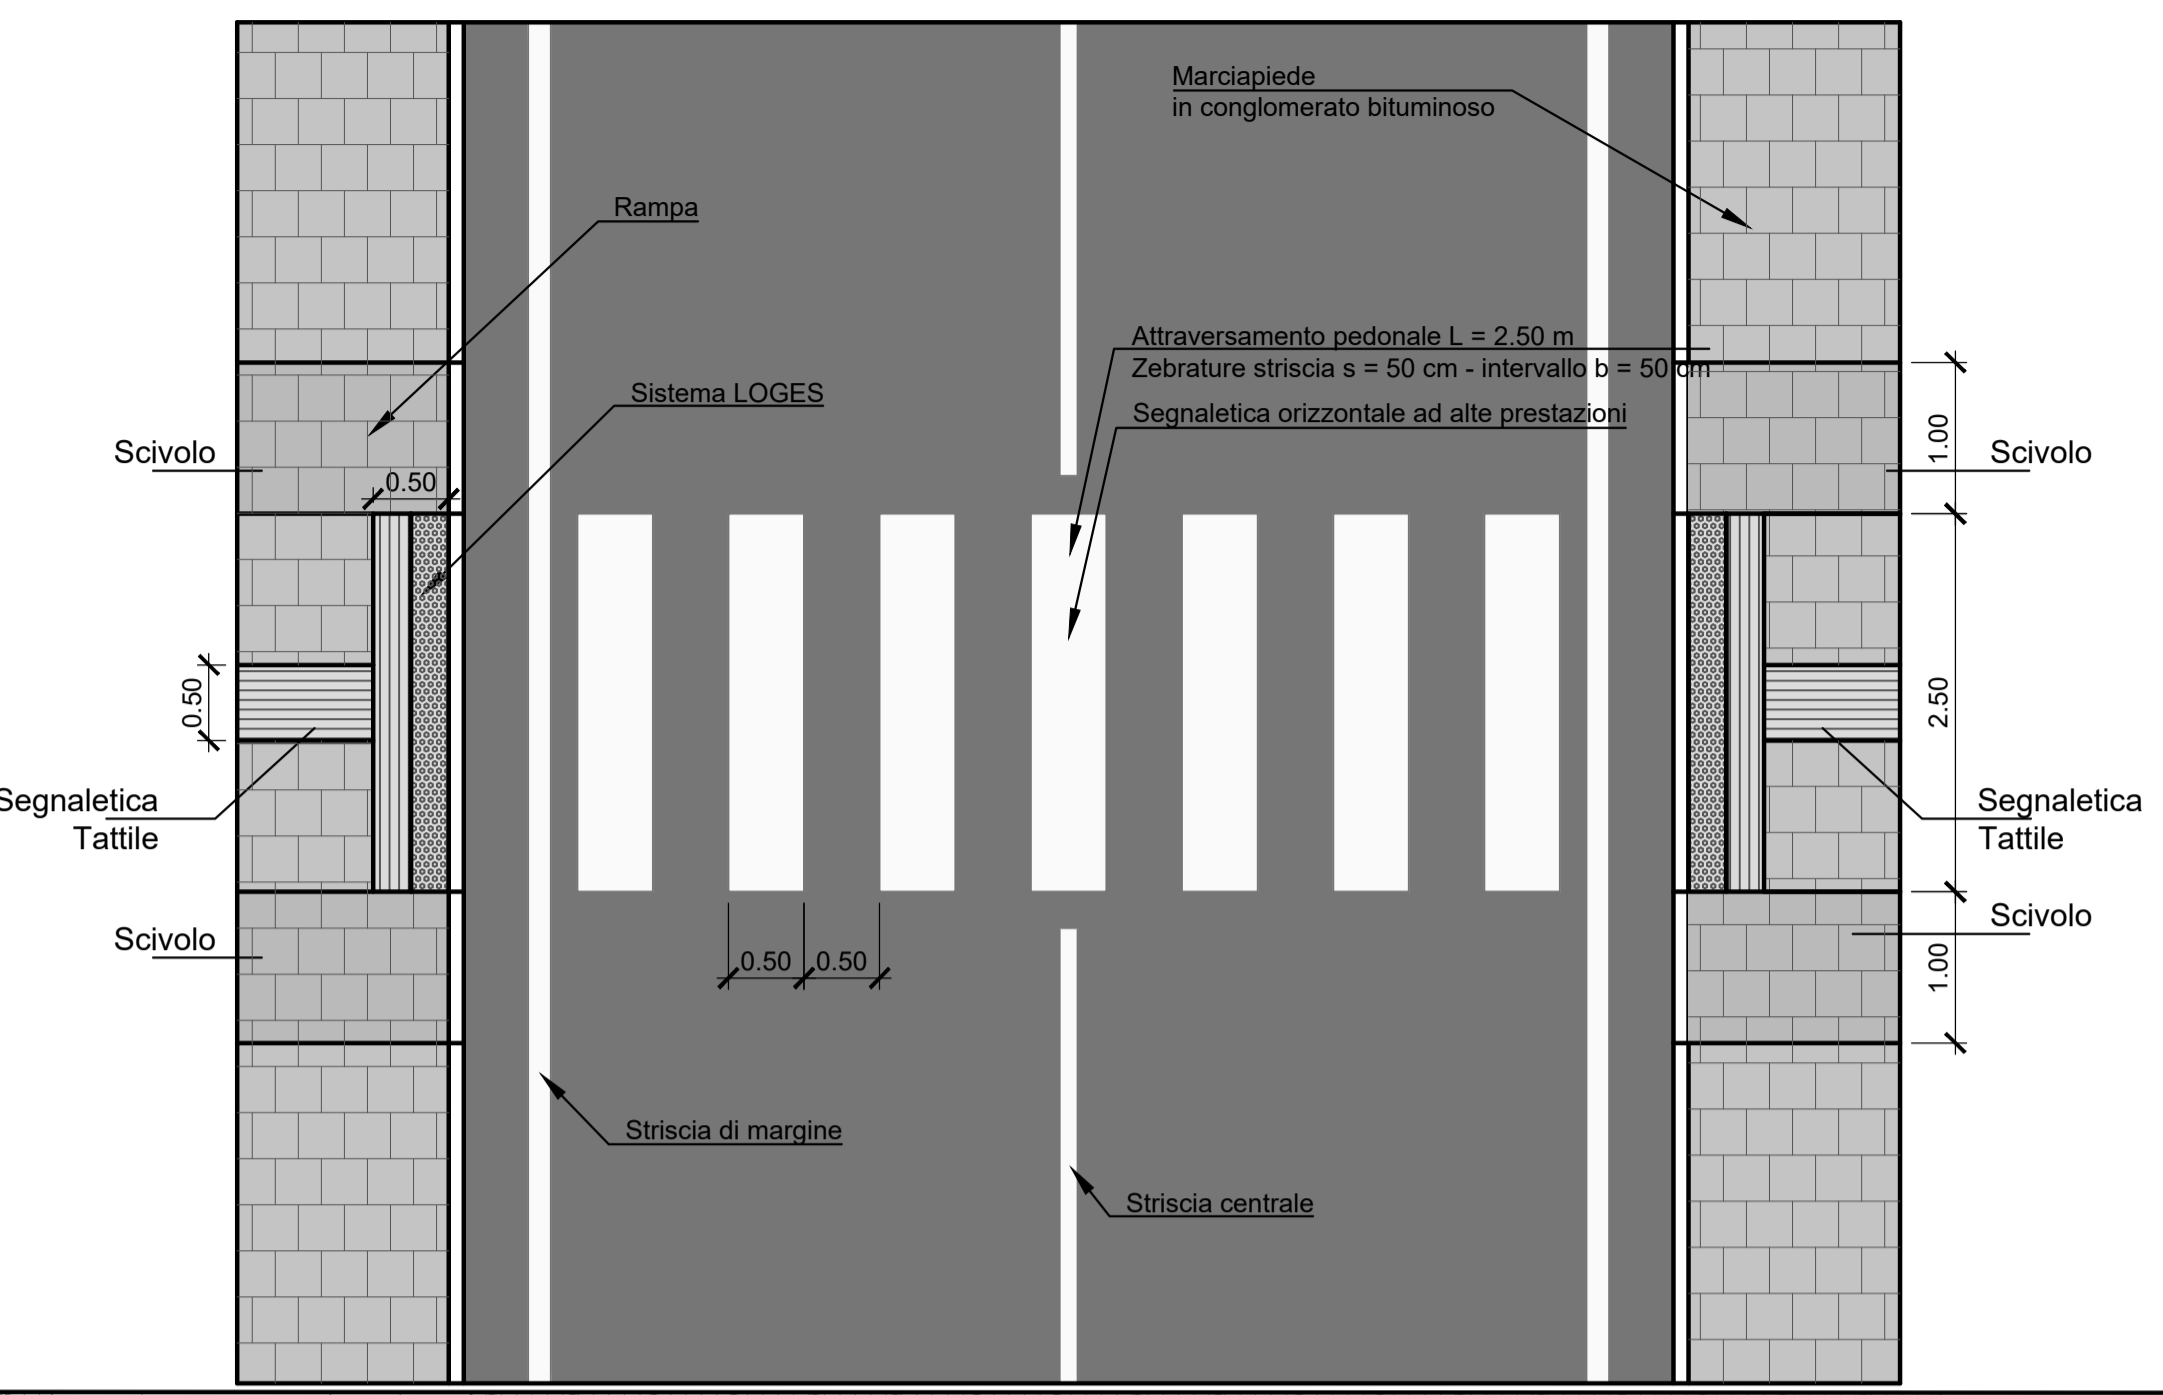 Marciapiede
in conglomerato bituminoso
Rampa
Attraversamento pedonale L = 2.50 m
Zebrature striscia s = 50 cm - intervallo b = 50 cm
Sistema LOGES
Segnaletica orizzontale ad alte prestazioni
1.00
Scivolo
Scivolo
0.50
0.50
2.50
Segnaletica
Tattile
Segnaletica
Tattile
Scivolo
Scivolo
0.50 0.50
1.00
Striscia di margine
Striscia centrale